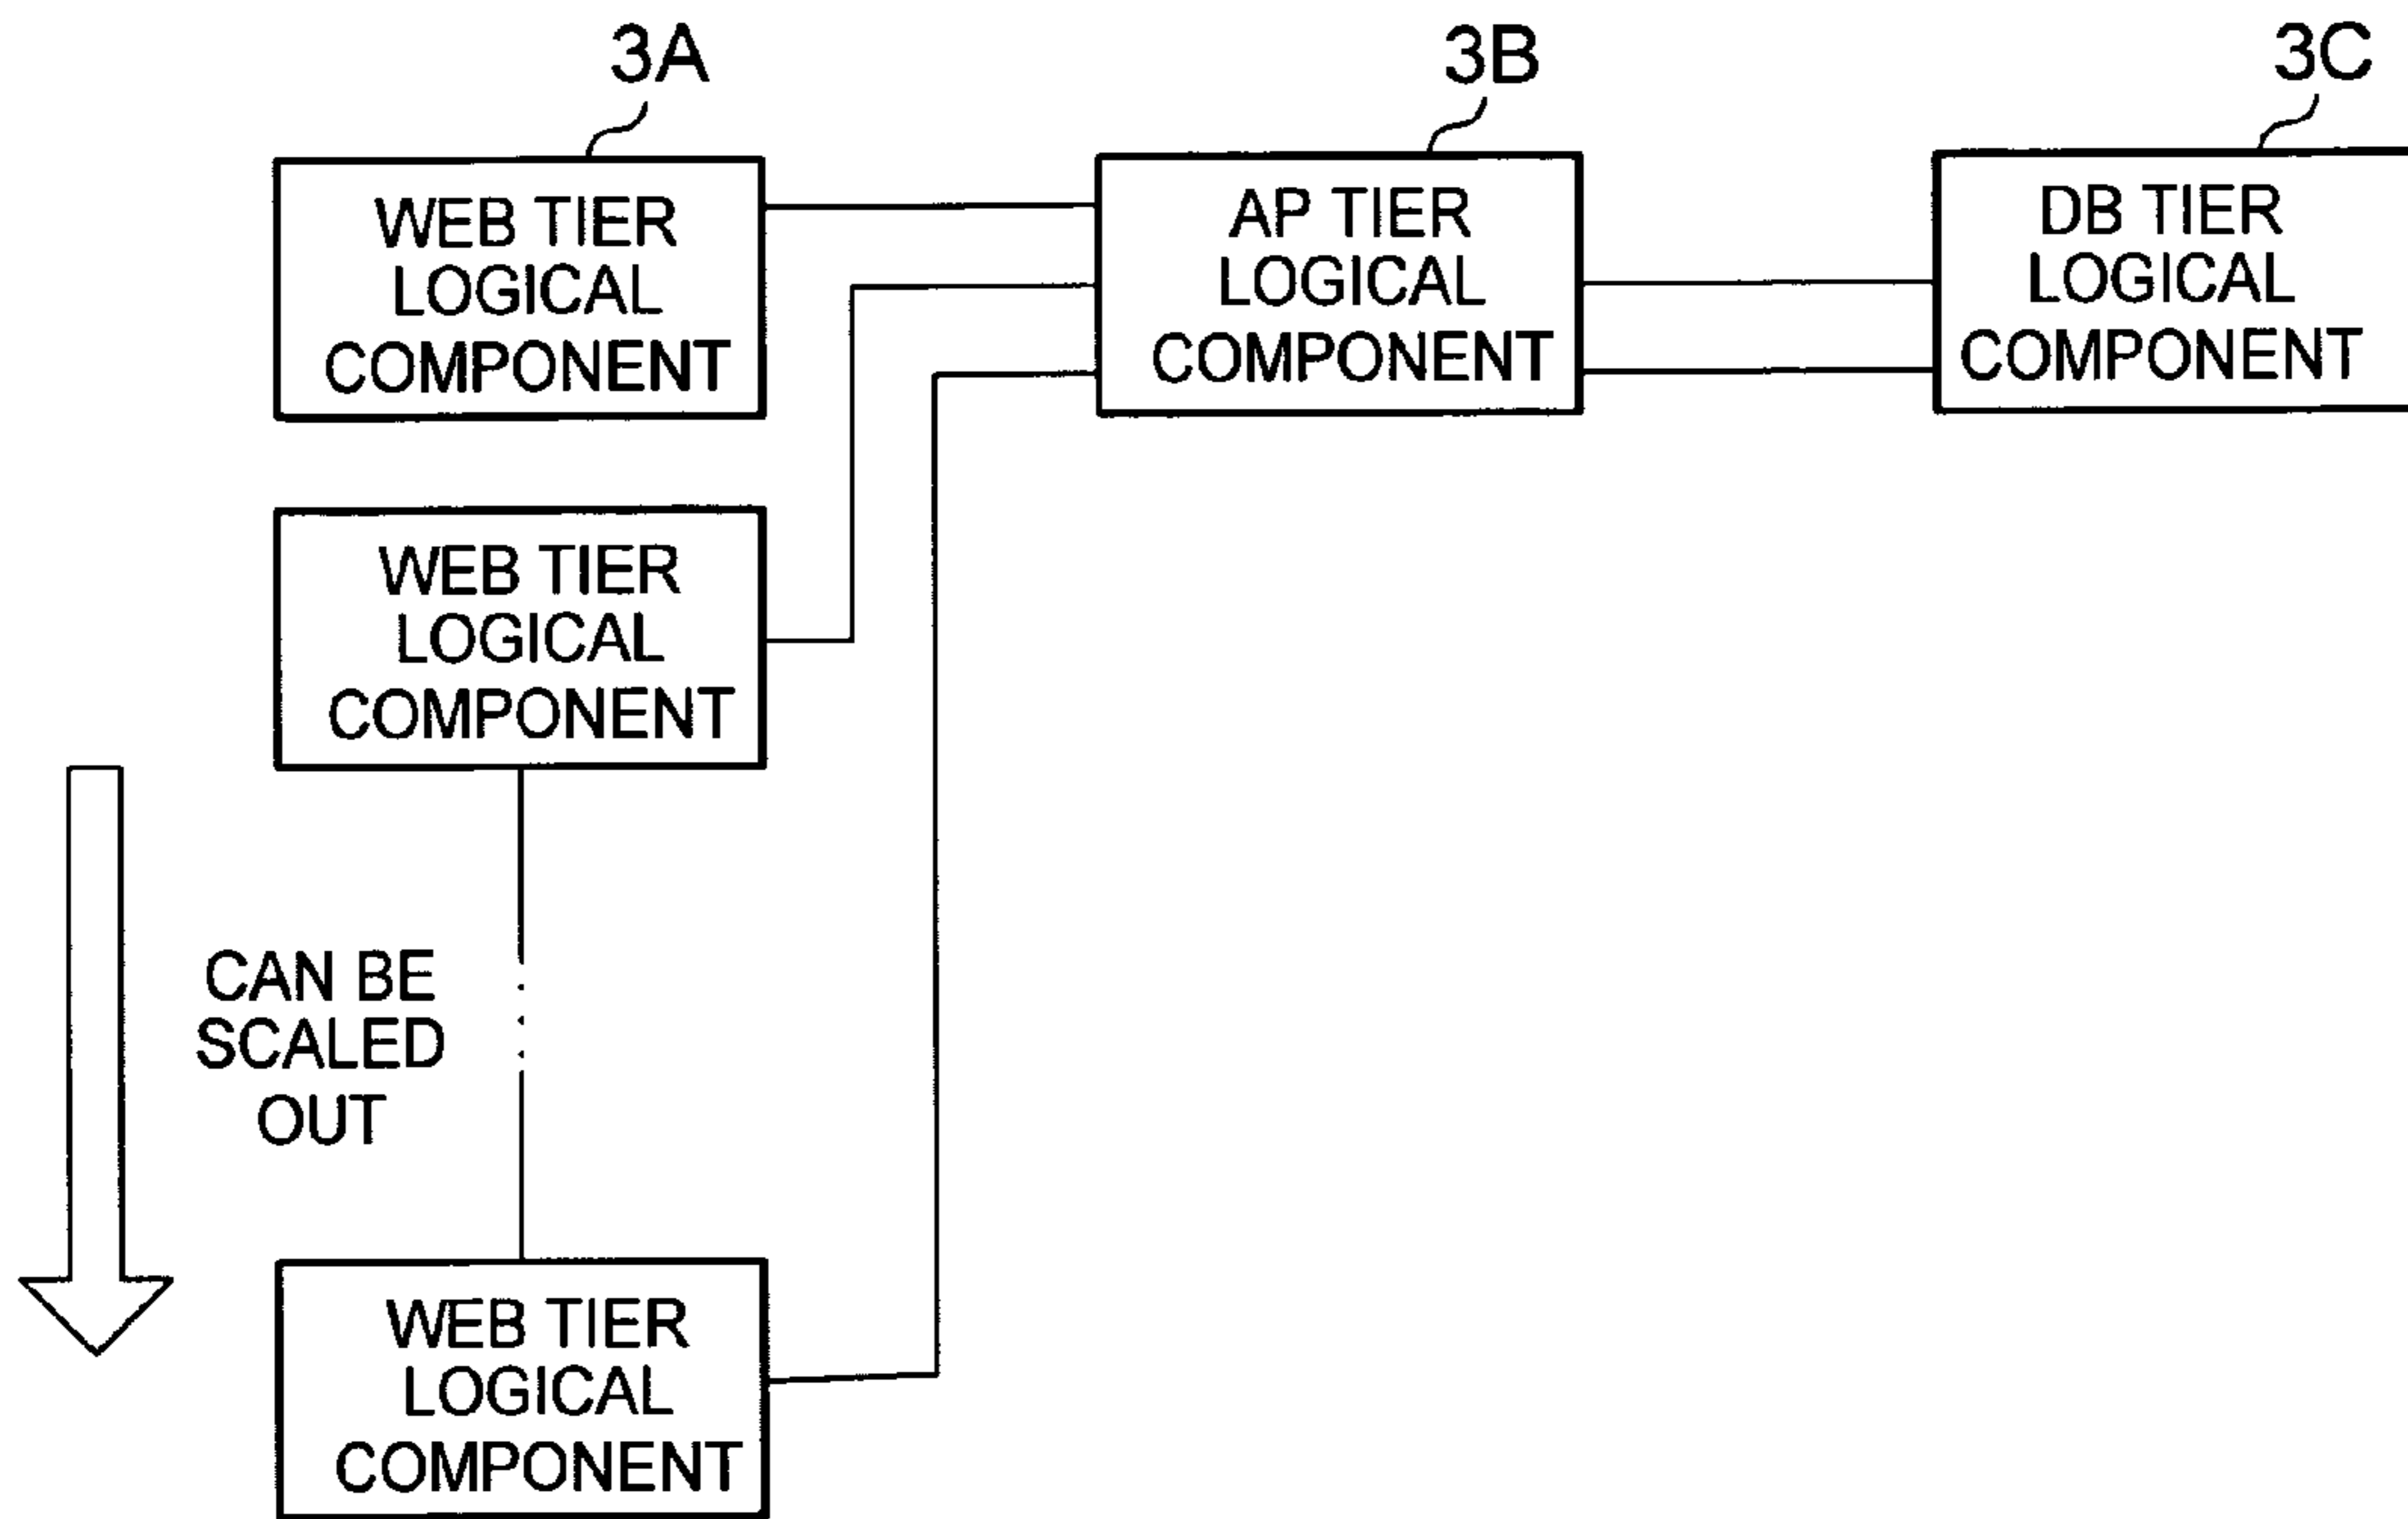 3A
3B
3C
WEB TIER
LOGICAL
COMPONENT
AP TIER
LOGICAL
COMPONENT
DB TIER
LOGICAL
COMPONENT
WEB TIER
LOGICAL
COMPONENT
CAN BE
SCALED
OUT
WEB TIER
LOGICAL
COMPONENT